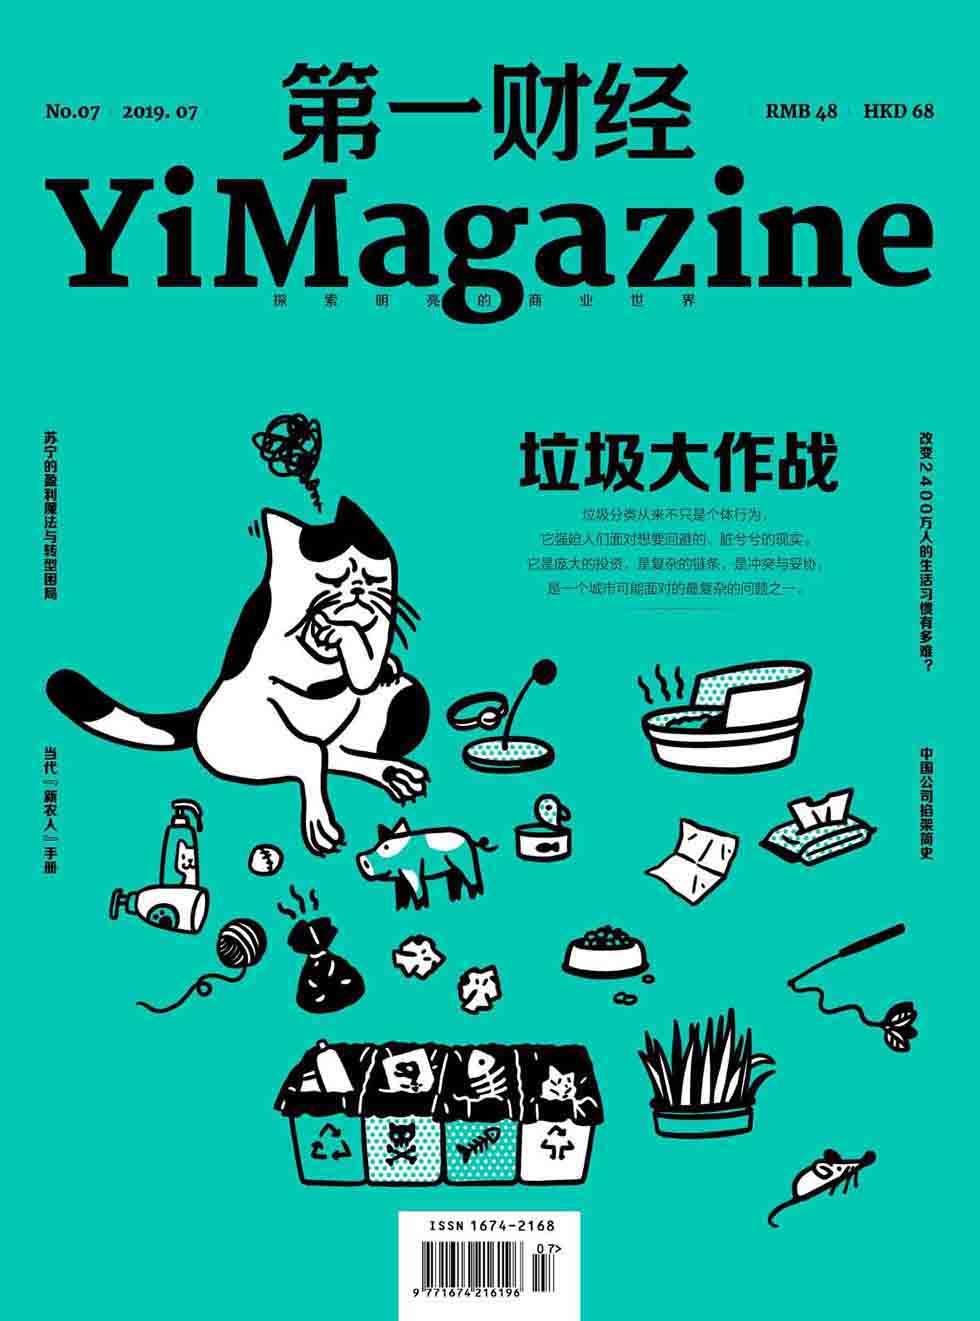 No.07 2019. 07
第一财经
RMB 48 HKD 68
YiMagazine
探索明亮的商业世界
垃圾大作战
垃圾分类从来不只是个体行为，
它强迫人们面对想要回避的、脏兮兮的现实。
它是庞大的投资，是复杂的链条，是冲突与妥协，
是一个城市可能面对的最复杂的问题之一。
苏宁的盈利魔法与转型困局
改变2400万人的生活习惯有多难？
当代『新农人』手册
中国公司掐架简史
ISSN 1674-2168
07>
9 771674 216196